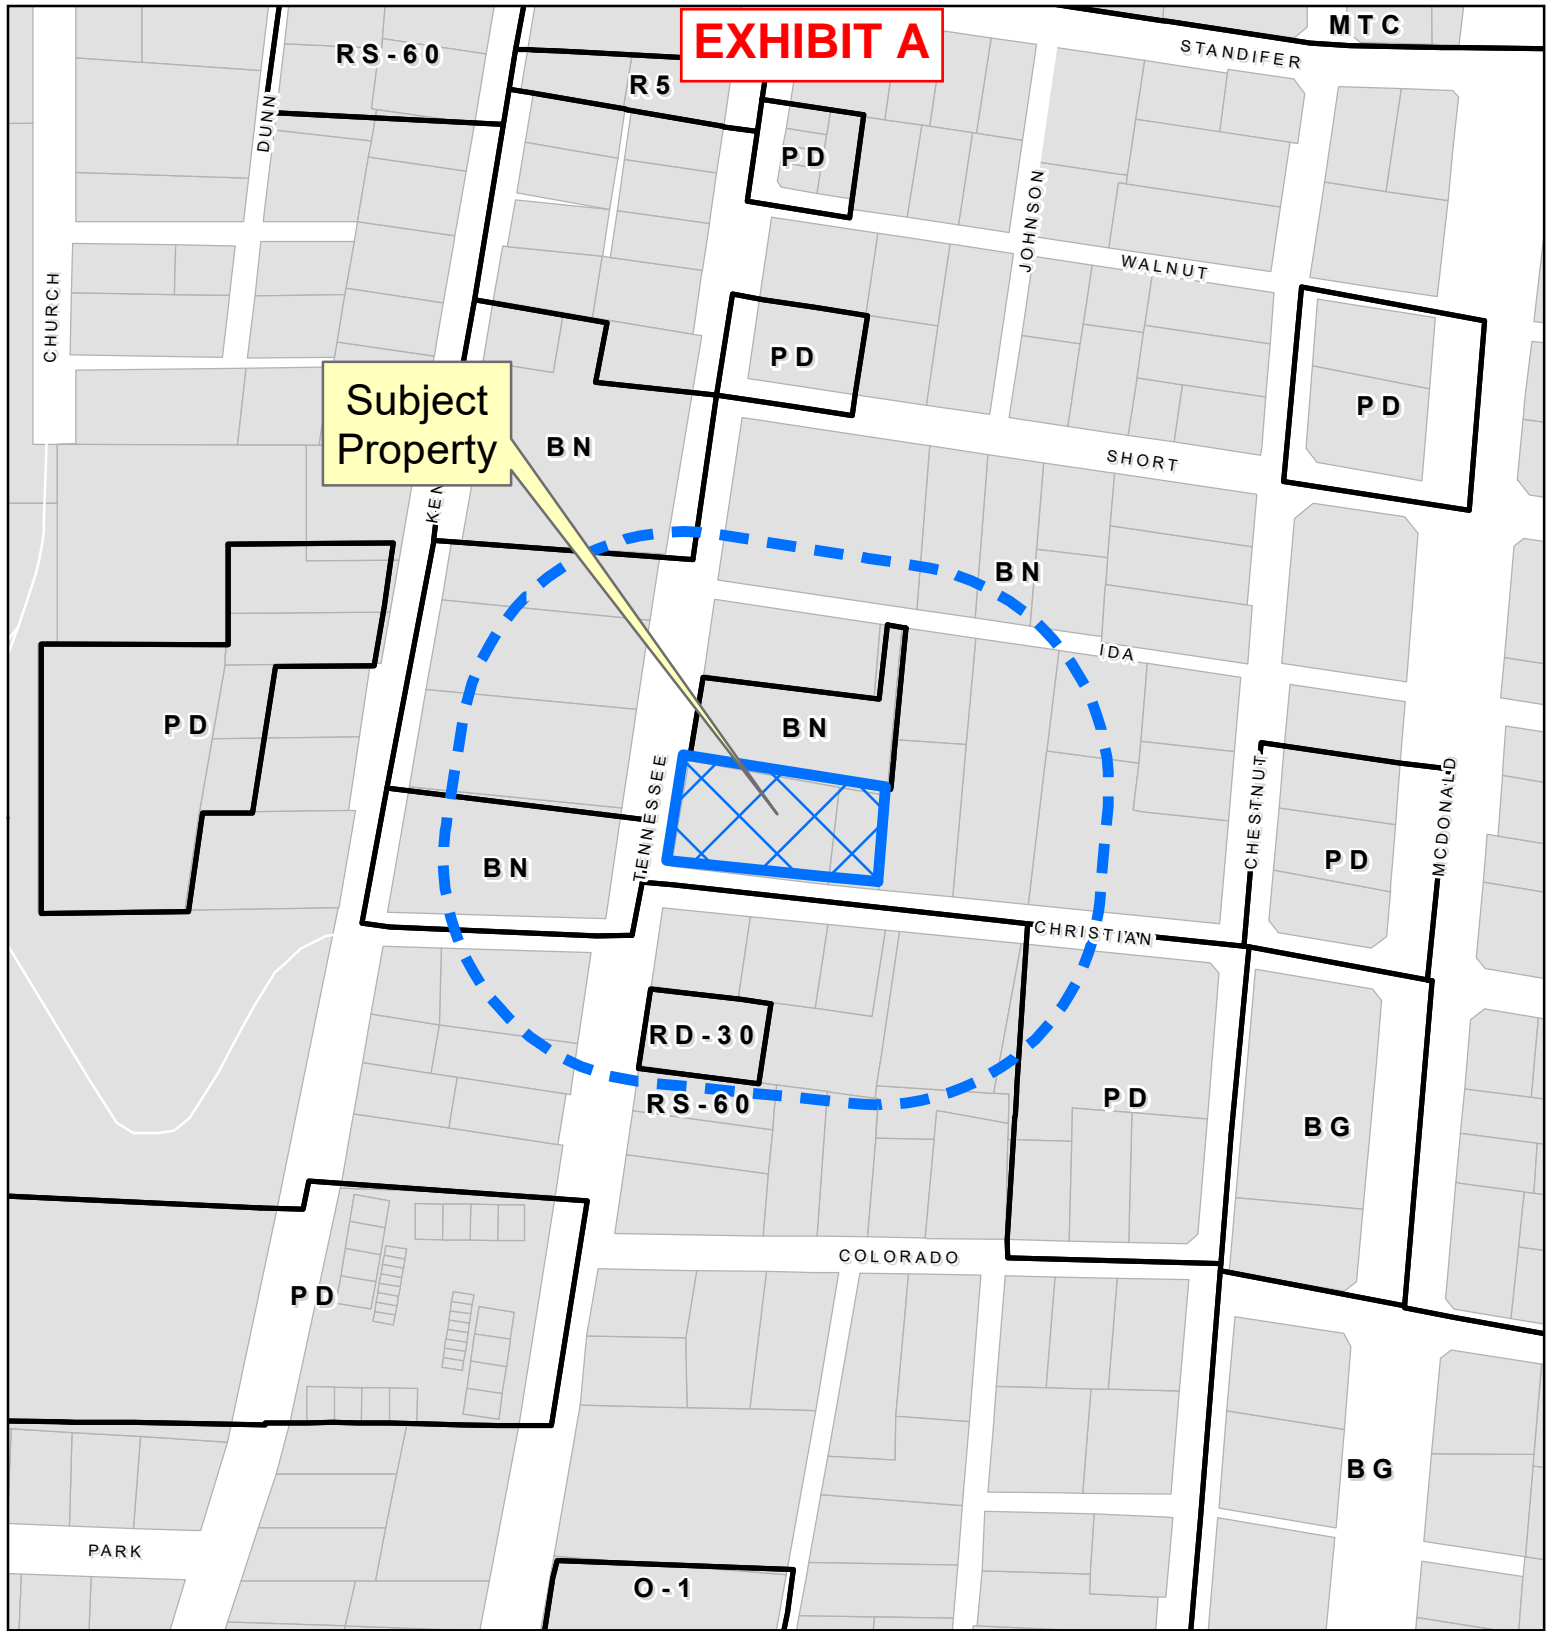 MTC
EXHIBIT A
STANDIFER
RS-60
R5
DUNN
PD
JOHNSON
WALNUT
CHURCH
PD
PD
Subject
Property
BN
SHORT
KEN
BN
IDA
PD
BN
TENNESSEE
CHESTNUT
MCDONALD
BN
PD
CHRISTIAN
RD-30
RS-60
PD
BG
COLORADO
PD
BG
PARK
O-1